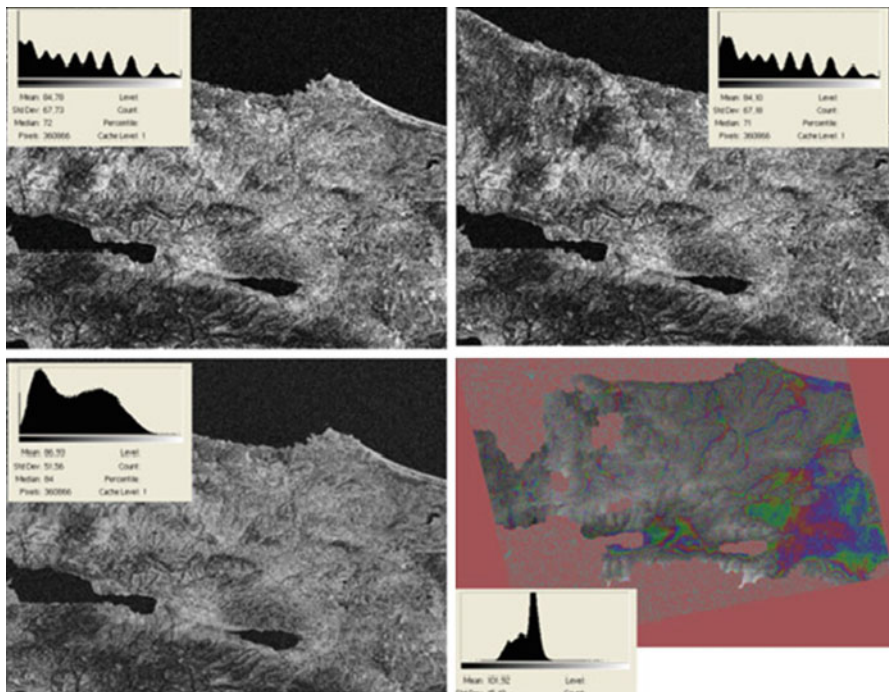 Mean: 84.78 Level:
Std Dev: 67.73 Count:
Median: 72 Percentile:
Pixels: 360866 Cache Level: 1
Mean: 84.10 Level:
Std Dev: 67.18 Count:
Median: 71 Percentile:
Pixels: 360866 Cache Level: 1
Mean: 86.93 Level:
Std Dev: 51.56 Count:
Median: 84 Percentile:
Pixels: 360866 Cache Level: 1
Mean: 101.92 Level:
Count: